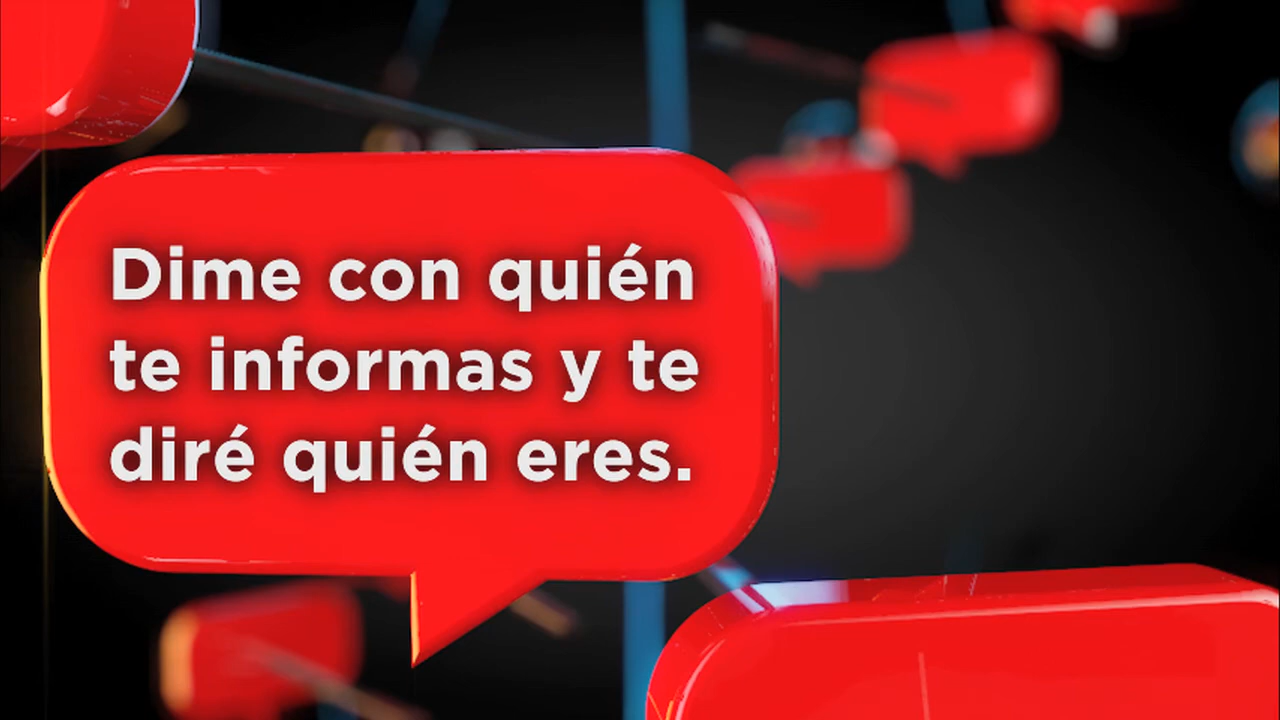 Dime con quién
te informas y te
diré quién eres.